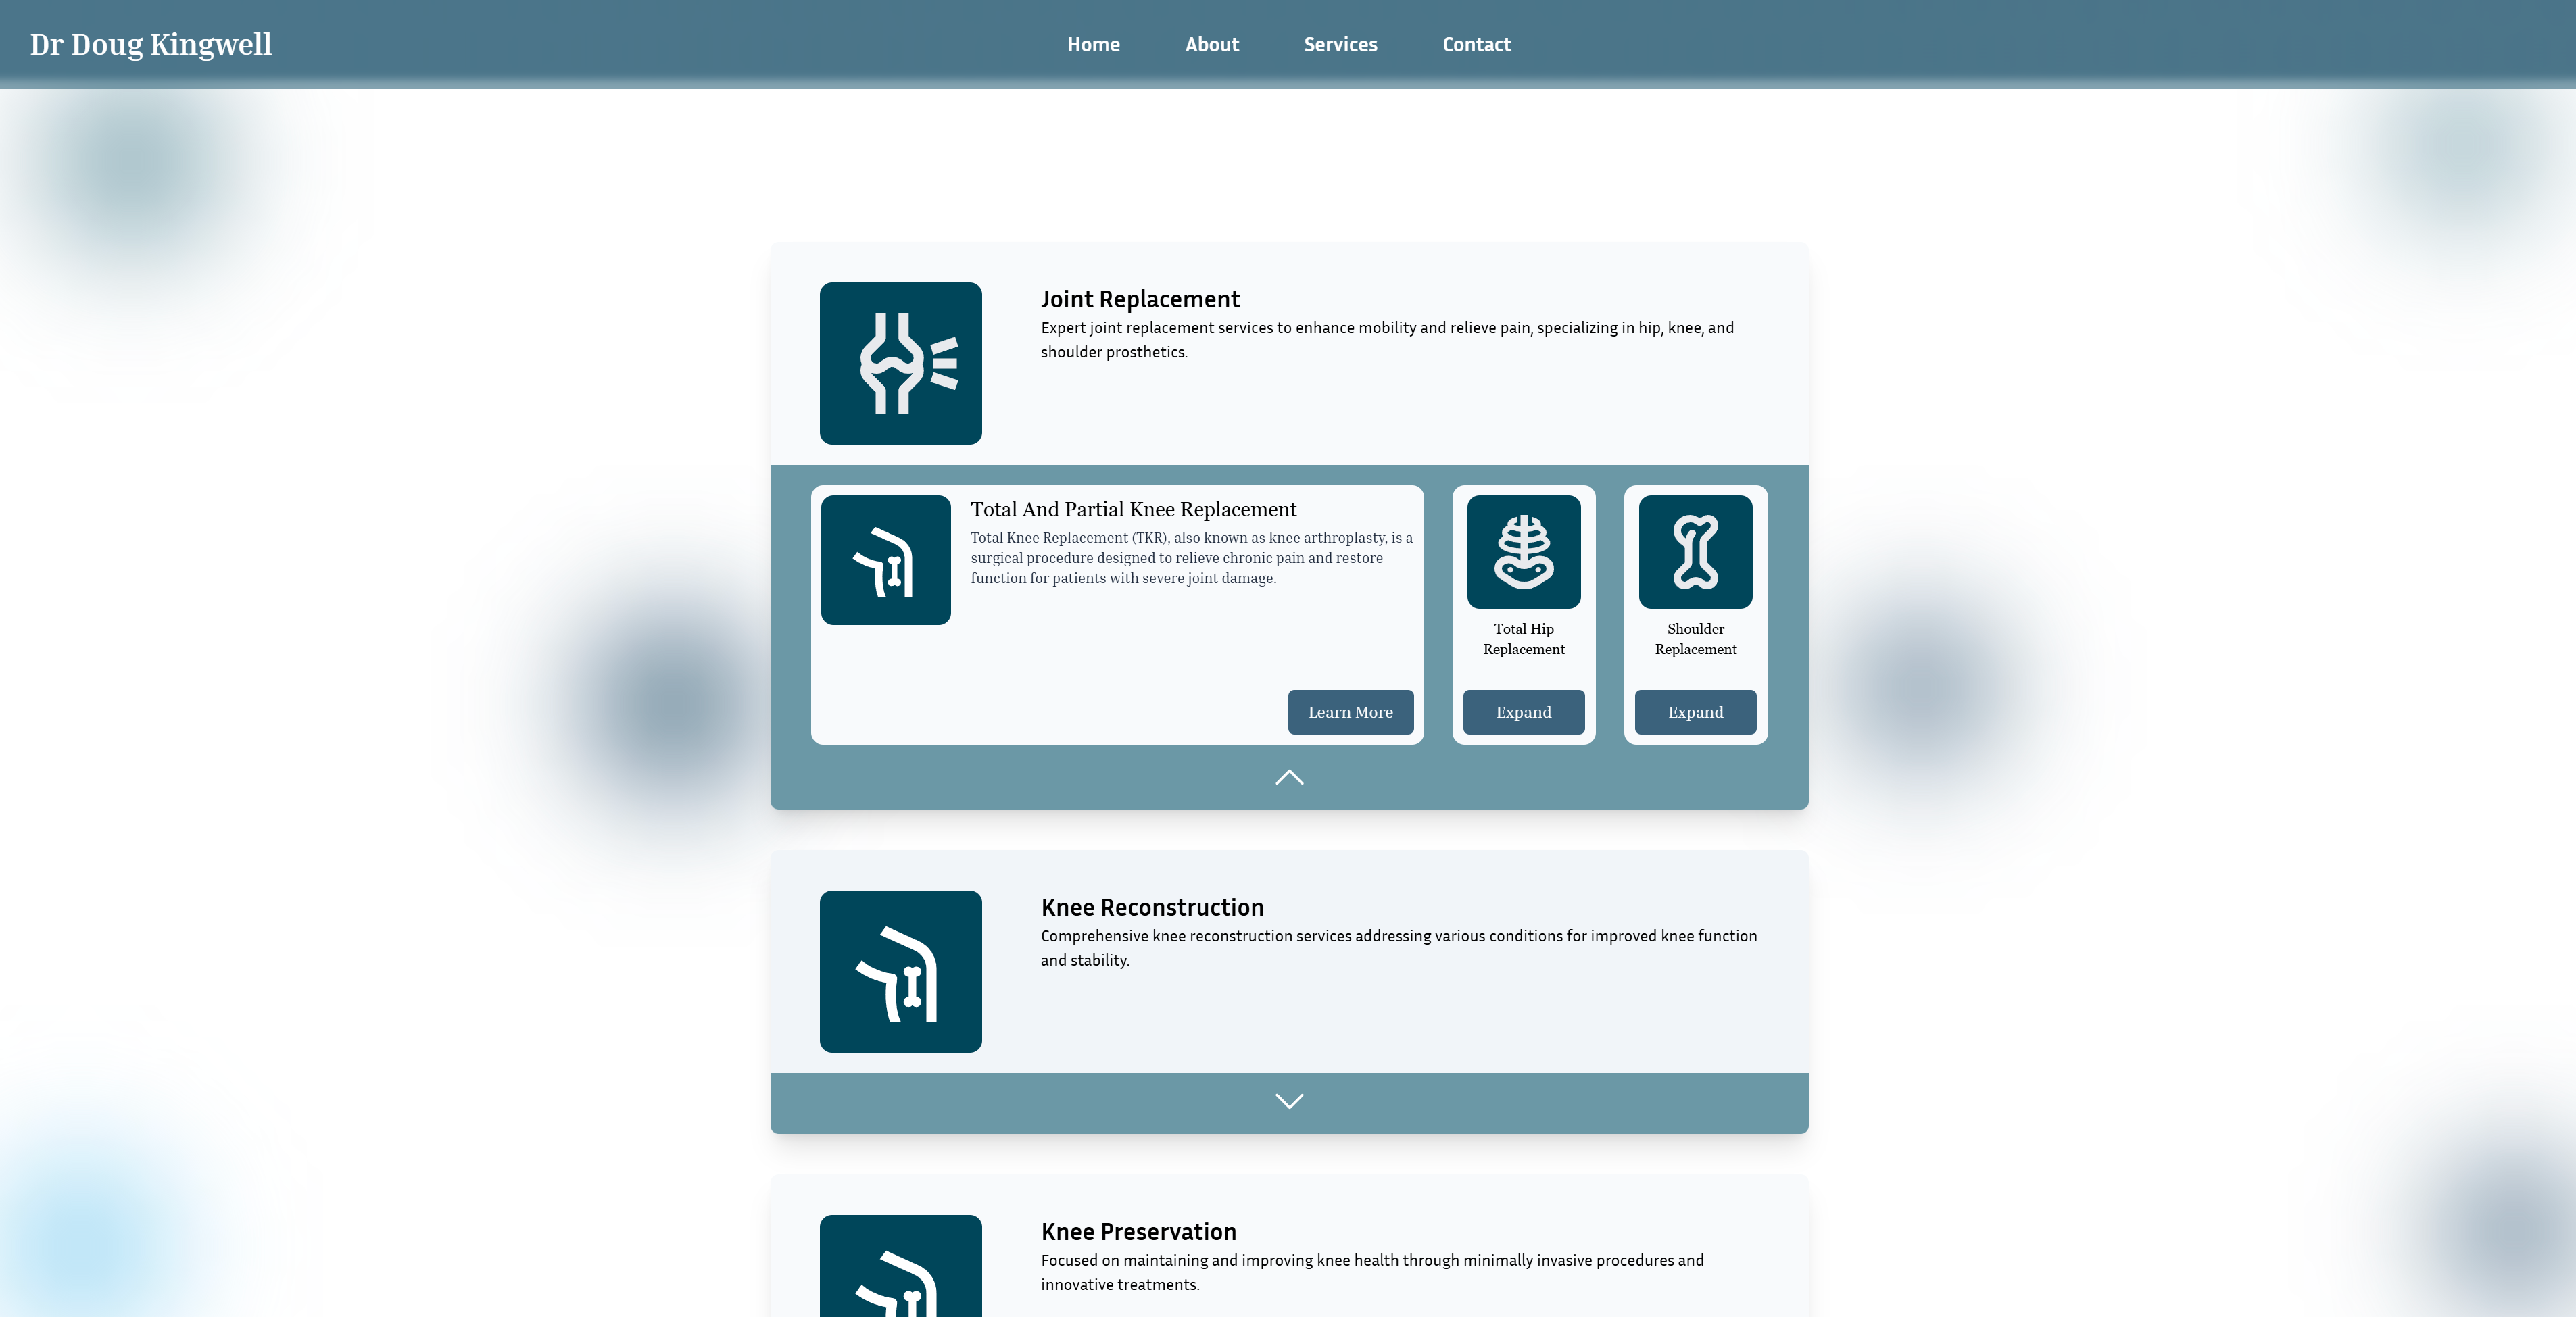 Dr Doug Kingwell
Home
About
Services
Contact
Joint Replacement
Expert joint replacement services to enhance mobility and relieve pain, specializing in hip, knee, and
shoulder prosthetics.
Total And Partial Knee Replacement
Total Knee Replacement (TKR), also known as knee arthroplasty, is a
surgical procedure designed to relieve chronic pain and restore
function for patients with severe joint damage.
Learn More
Total Hip
Replacement
Expand
Shoulder
Replacement
Expand
Knee Reconstruction
Comprehensive knee reconstruction services addressing various conditions for improved knee function
and stability.
Knee Preservation
Focused on maintaining and improving knee health through minimally invasive procedures and
innovative treatments.